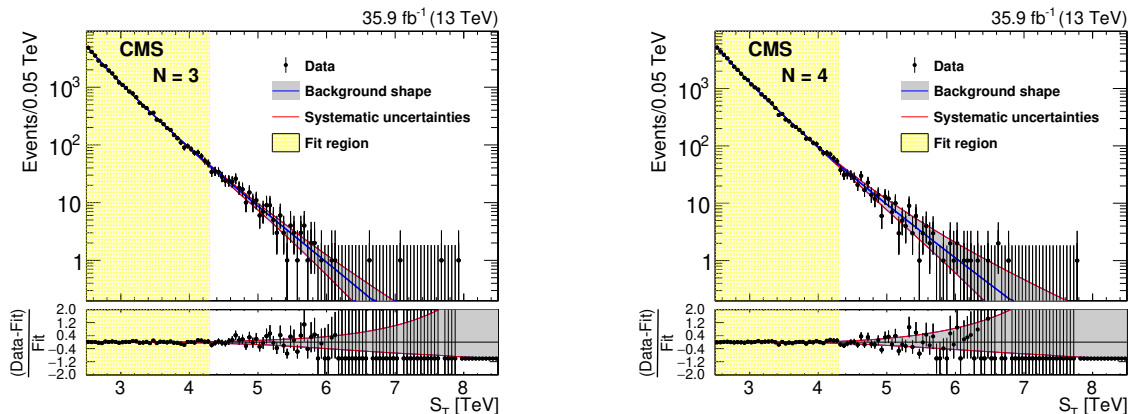 35.9 fb⁻¹ (13 TeV)
CMS
N = 3
Data
Background shape
Systematic uncertainties
Fit region
Events/0.05 TeV
10³
10²
10
1
(Data-Fit)
Fit
2.0
1.2
0.4
−0.4
−1.2
−2.0
3 4 5 6 7 8
S_T [TeV]
35.9 fb⁻¹ (13 TeV)
CMS
N = 4
Data
Background shape
Systematic uncertainties
Fit region
Events/0.05 TeV
10³
10²
10
1
(Data-Fit)
Fit
2.0
1.2
0.4
−0.4
−1.2
−2.0
3 4 5 6 7 8
S_T [TeV]